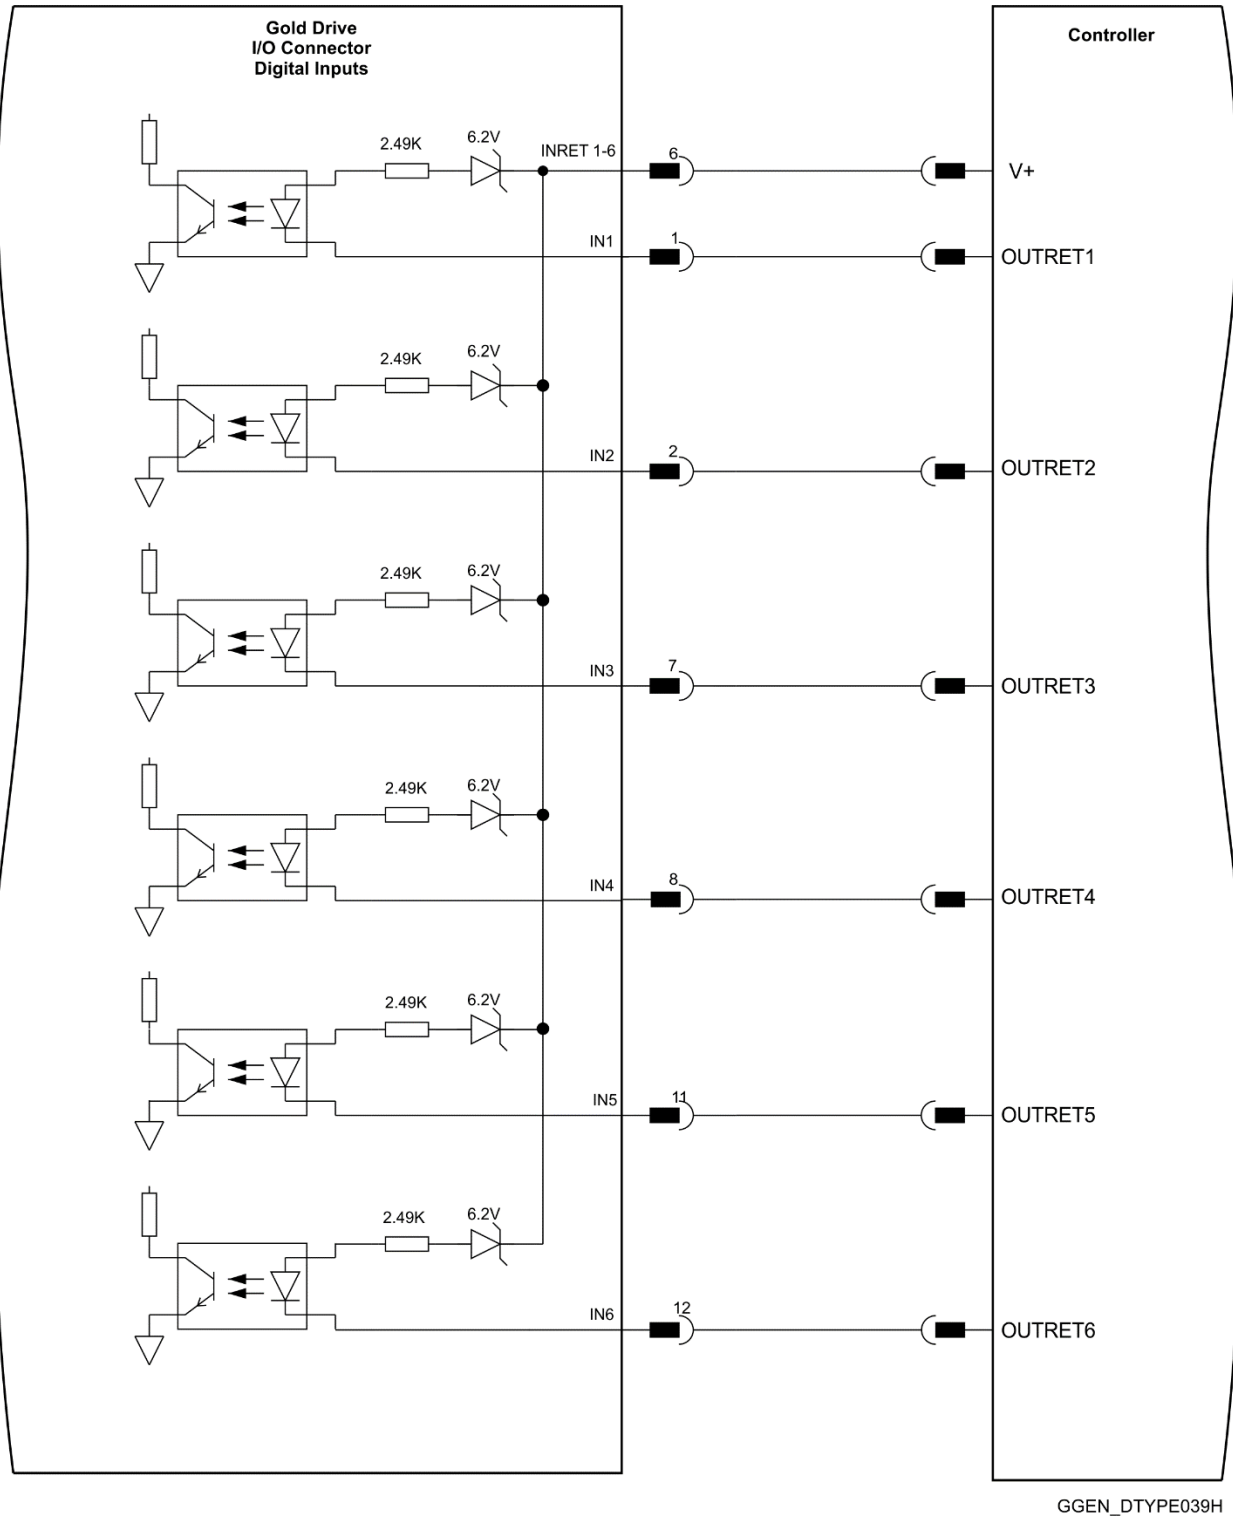 Gold Drive
I/O Connector
Digital Inputs
Controller
2.49K 6.2V INRET 1-6 6 V+
IN1 1 OUTRET1
2.49K 6.2V
IN2 2 OUTRET2
2.49K 6.2V
IN3 7 OUTRET3
2.49K 6.2V
IN4 8 OUTRET4
2.49K 6.2V
IN5 11 OUTRET5
2.49K 6.2V
IN6 12 OUTRET6
GGEN_DTYPE039H